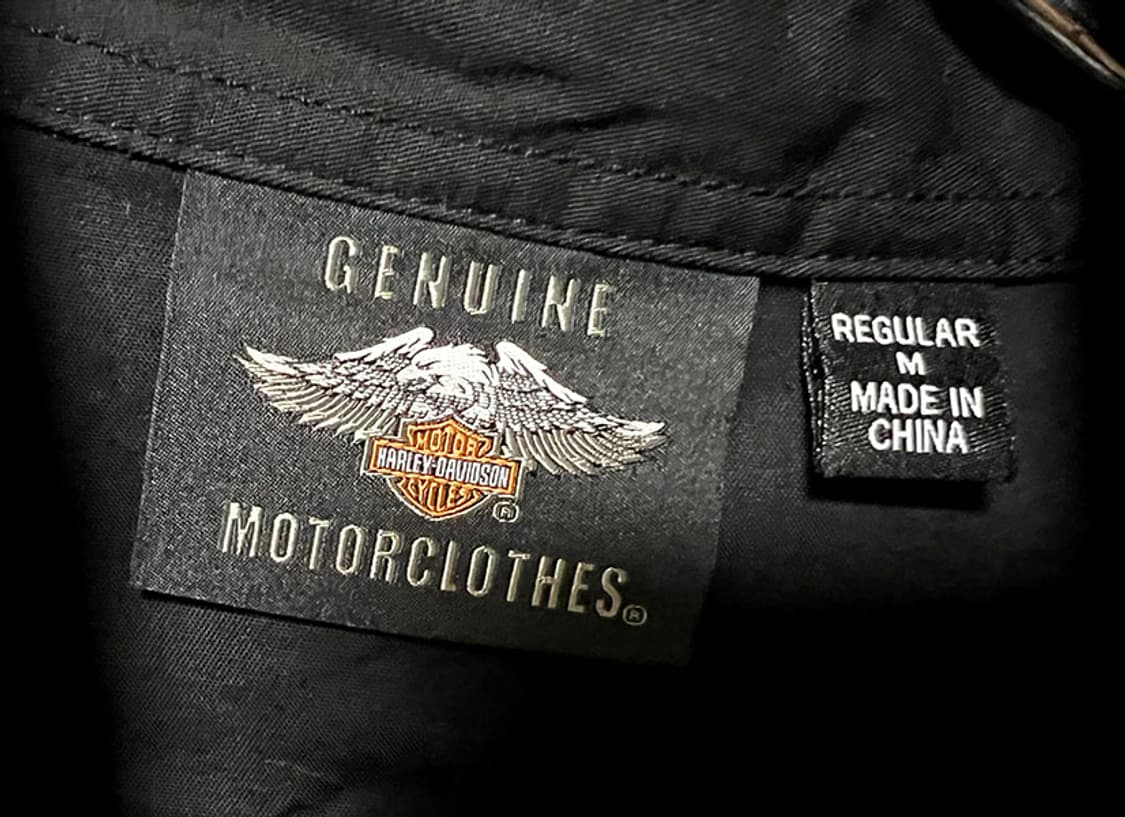 GENUINE
MOTOR
HARLEY-DAVIDSON
CYCLES
®
MOTORCLOTHES®
REGULAR
M
MADE IN
CHINA